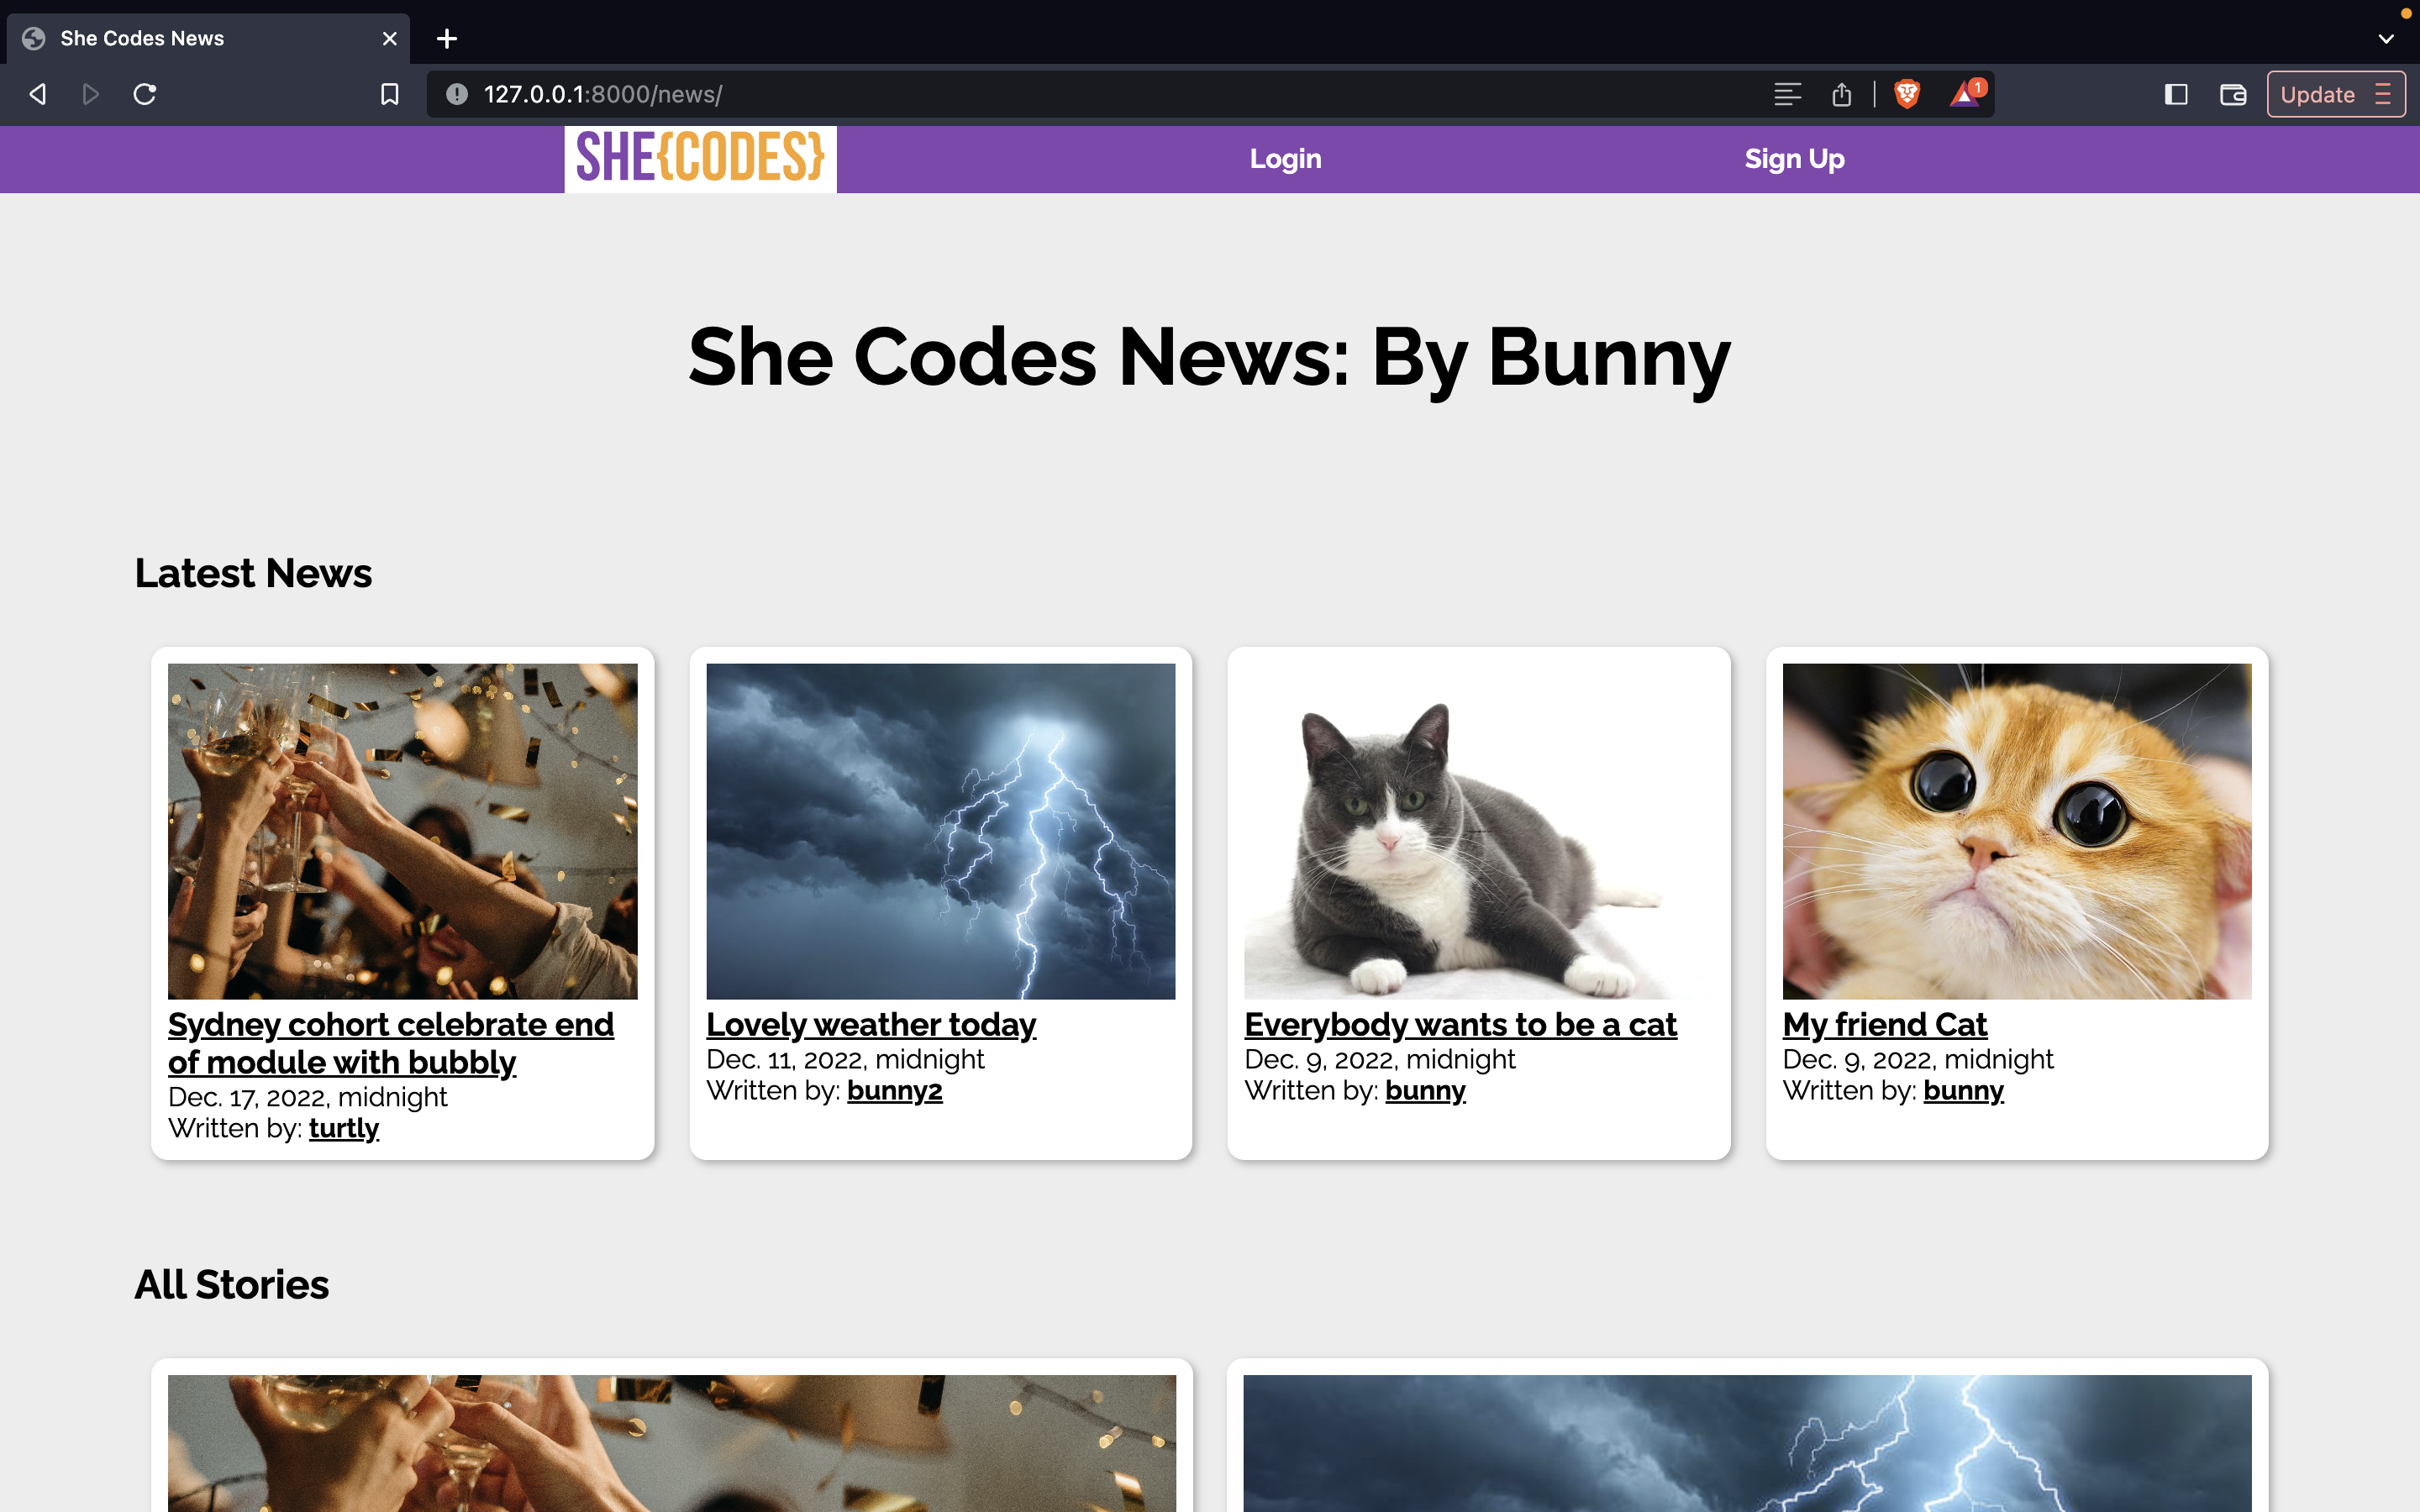 She Codes News
127.0.0.1:8000/news/
1
Update
SHE{CODES}
Login
Sign Up
She Codes News: By Bunny
Latest News
Sydney cohort celebrate end
of module with bubbly
Dec. 17, 2022, midnight
Written by: turtly
Lovely weather today
Dec. 11, 2022, midnight
Written by: bunny2
Everybody wants to be a cat
Dec. 9, 2022, midnight
Written by: bunny
My friend Cat
Dec. 9, 2022, midnight
Written by: bunny
All Stories